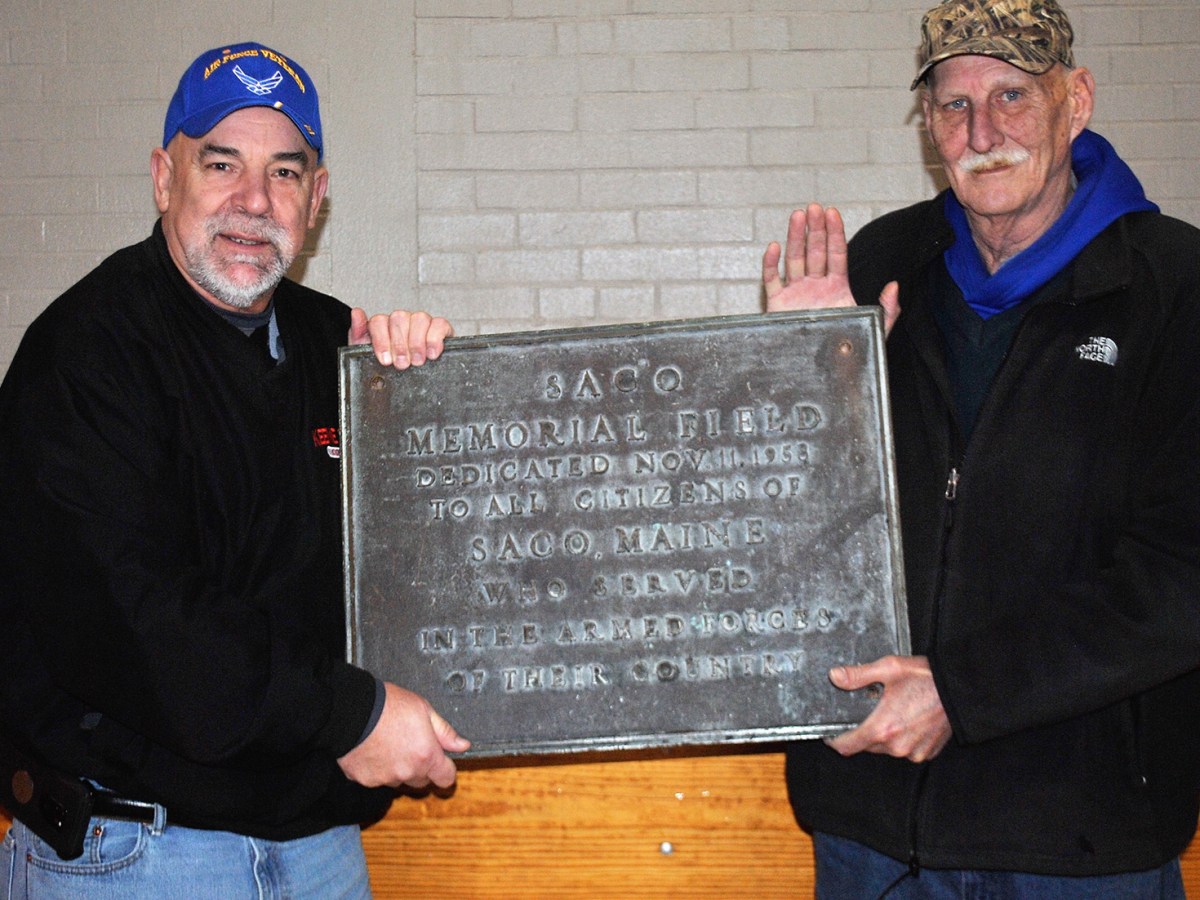 AIR FORCE VETERAN
THE
NORTH
FACE
SACO
MEMORIAL FIELD
DEDICATED NOV. 11, 1958
TO ALL CITIZENS OF
SACO, MAINE
WHO SERVED
IN THE ARMED FORCES
OF THEIR COUNTRY